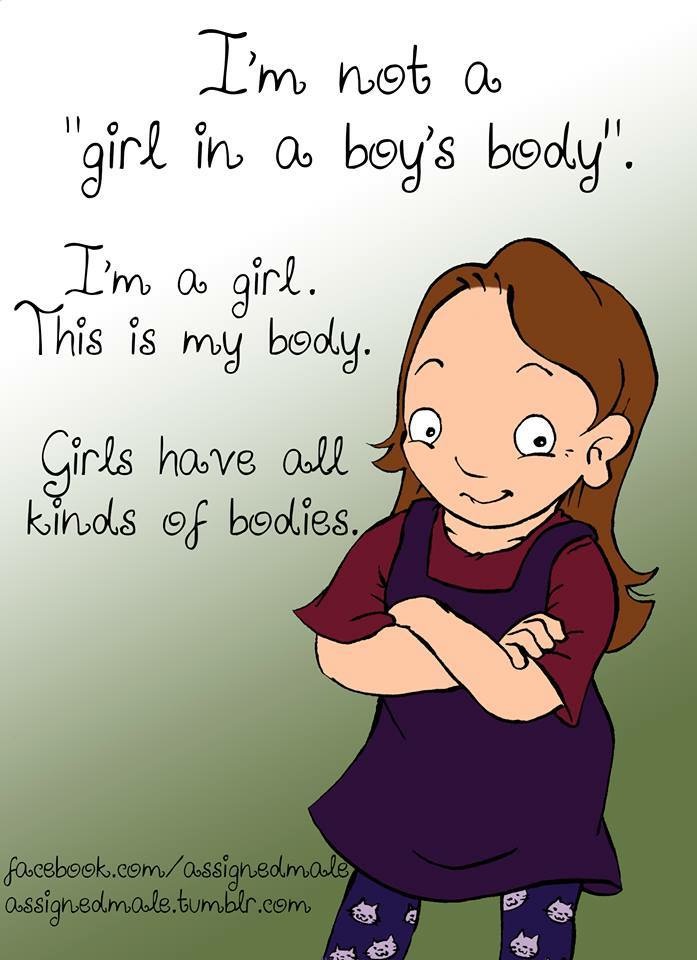 I'm not a
"girl in a boy's body".
I'm a girl.
This is my body.
Girls have all
kinds of bodies.
facebook.com/assignedmale
assignedmale.tumblr.com